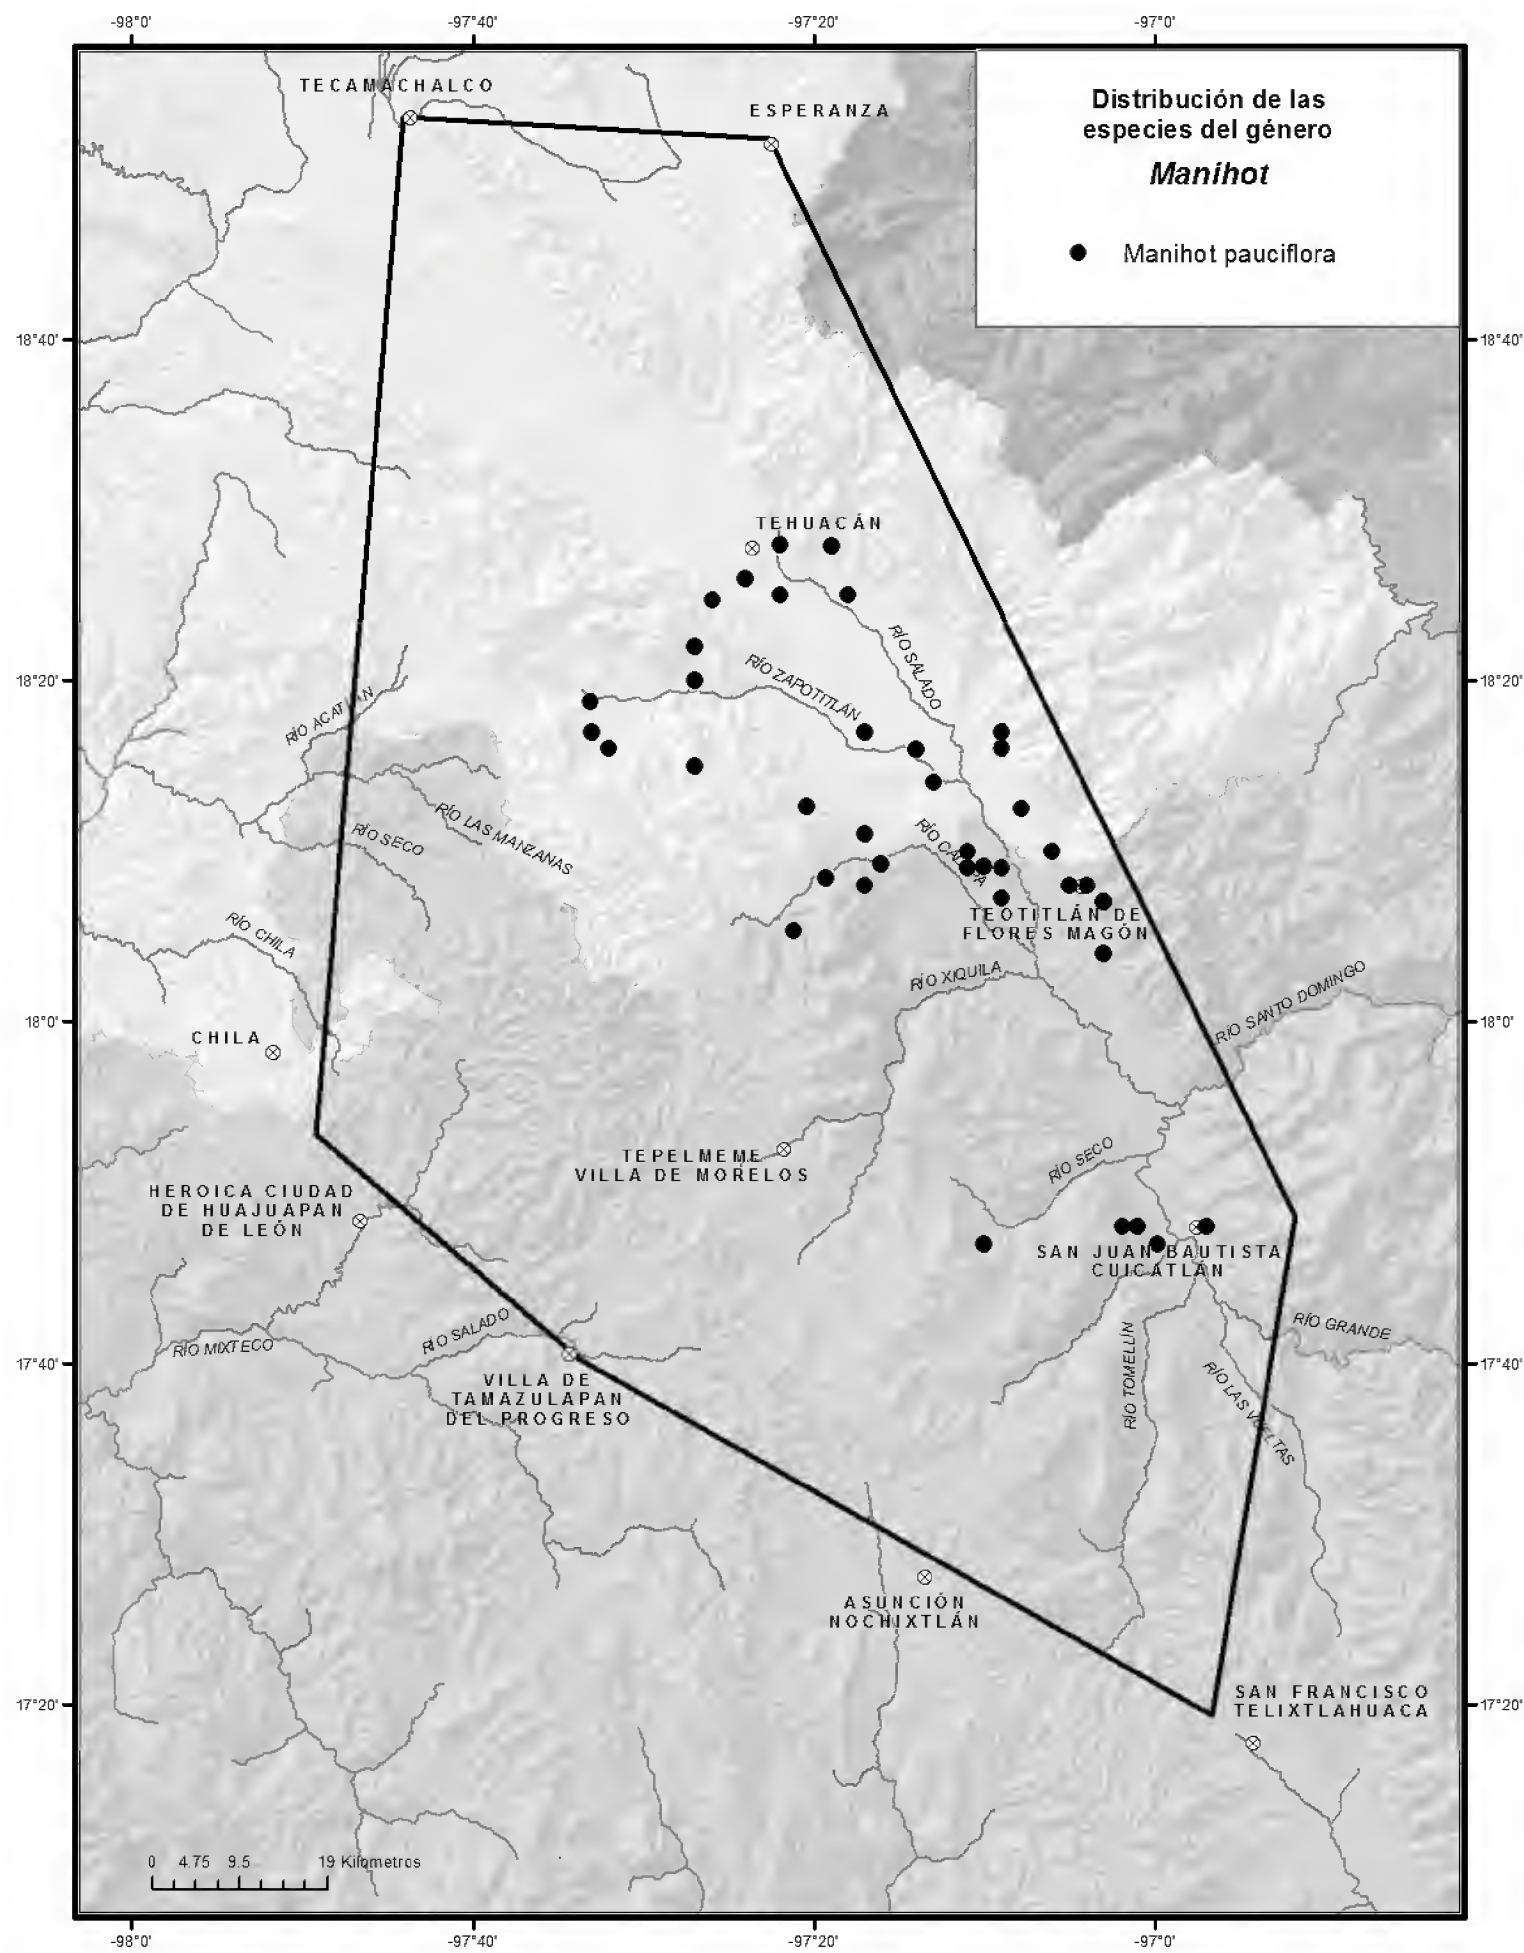 -98°0'
-97°40'
-97°20'
-97°0'
TECAMACHALCO
ESPERANZA
Distribución de las
especies del género
Manihot
Manihot pauciflora
18°40'
18°40'
TEHUACÁN
RÍO SALADO
18°20'
18°20'
RÍO ZAPOTITLÁN
RÍO ACATLÁN
RÍO LAS MANZANAS
RÍO SECO
RÍO CALAPA
TEOTITLÁN DE
FLORES MAGÓN
RÍO CHILA
RÍO XIQUILA
RÍO SANTO DOMINGO
18°0'
18°0'
CHILA
TEPELMEME
VILLA DE MORELOS
RÍO SECO
HEROICA CIUDAD
DE HUAJUAPAN
DE LEÓN
SAN JUAN BAUTISTA
CUICATLÁN
RÍO SALADO
RÍO MIXTECO
RÍO GRANDE
17°40'
17°40'
VILLA DE
TAMAZULAPAN
DEL PROGRESO
RÍO TOMELLÍN
RÍO LAS VUELTAS
ASUNCIÓN
NOCHIXTLÁN
SAN FRANCISCO
TELIXTLAHUACA
17°20'
17°20'
0 4.75 9.5 19 Kilometros
-98°0'
-97°40'
-97°20'
-97°0'